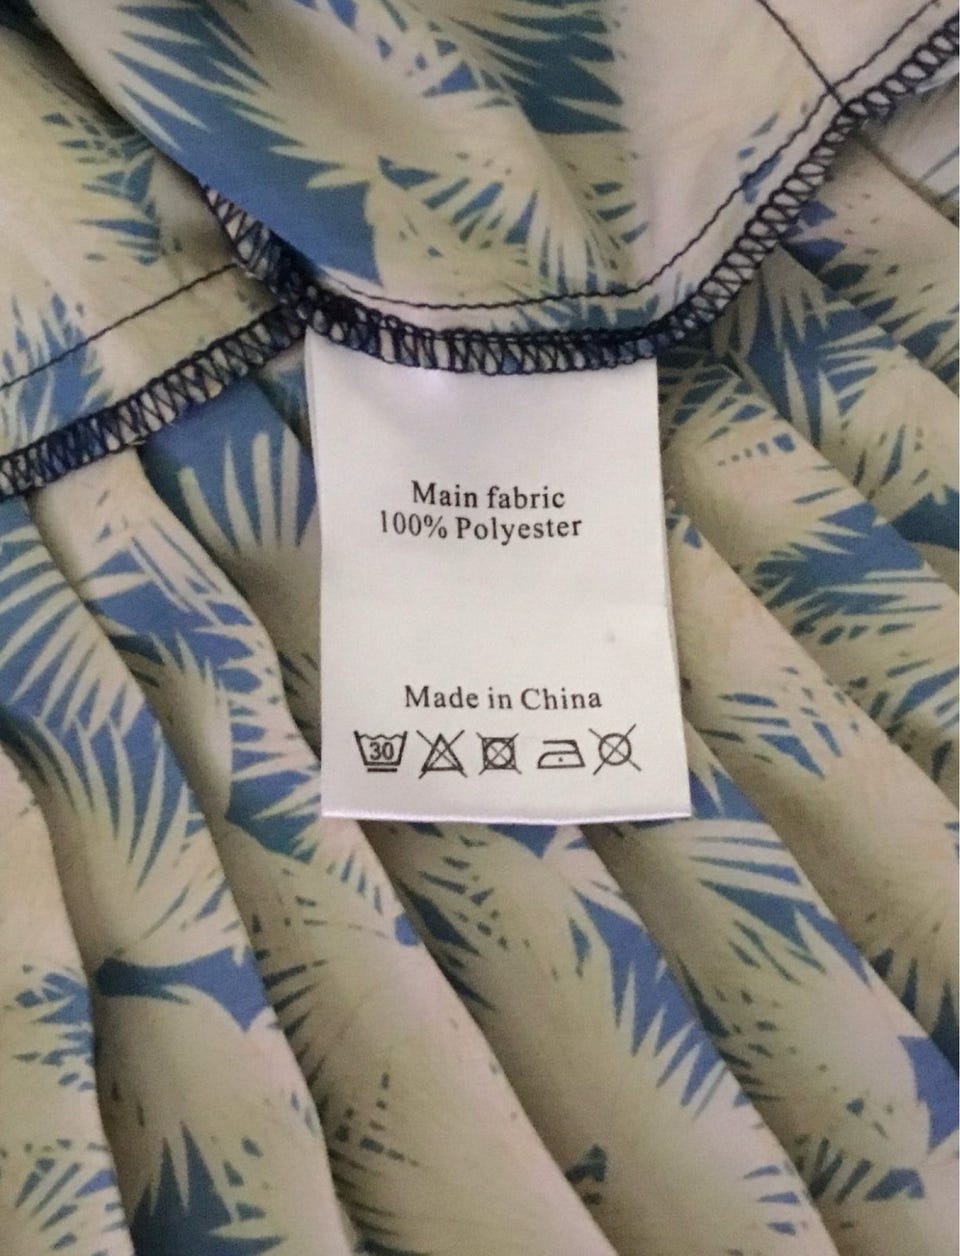 Main fabric
100% Polyester
Made in China
30